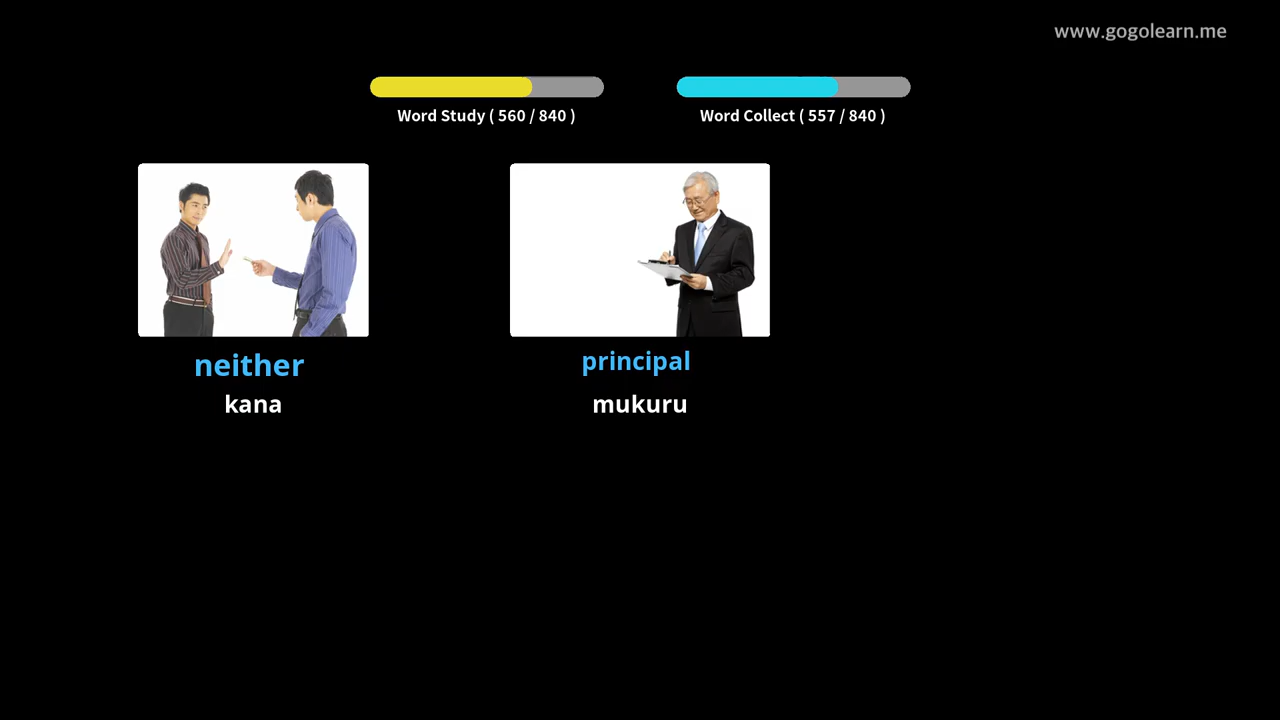 www.gogolearn.me
Word Study ( 560 / 840 )
Word Collect ( 557 / 840 )
neither
kana
principal
mukuru